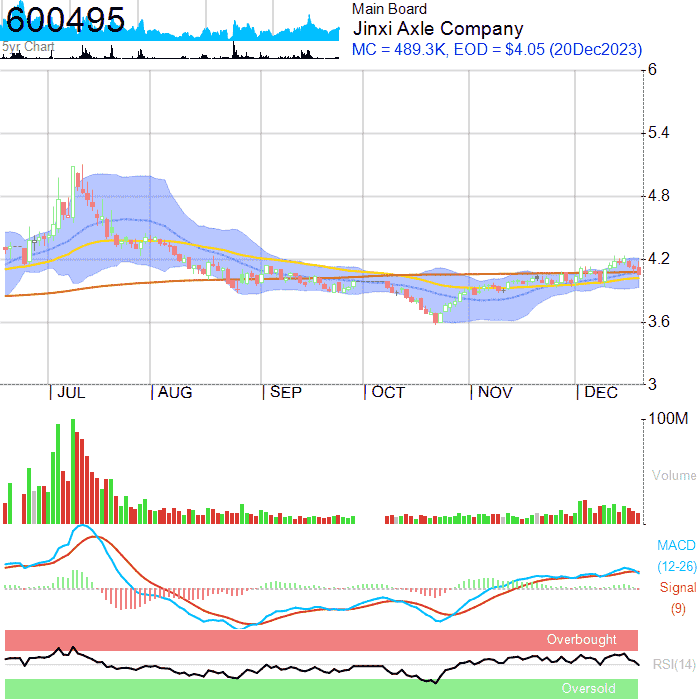 600495
5yr Chart
Main Board
Jinxi Axle Company
MC = 489.3K, EOD = $4.05 (20Dec2023)
6
5.4
4.8
4.2
3.6
3
JUL AUG SEP OCT NOV DEC
100M
Volume
MACD
(12-26)
Signal
(9)
Overbought
RSI(14)
Oversold